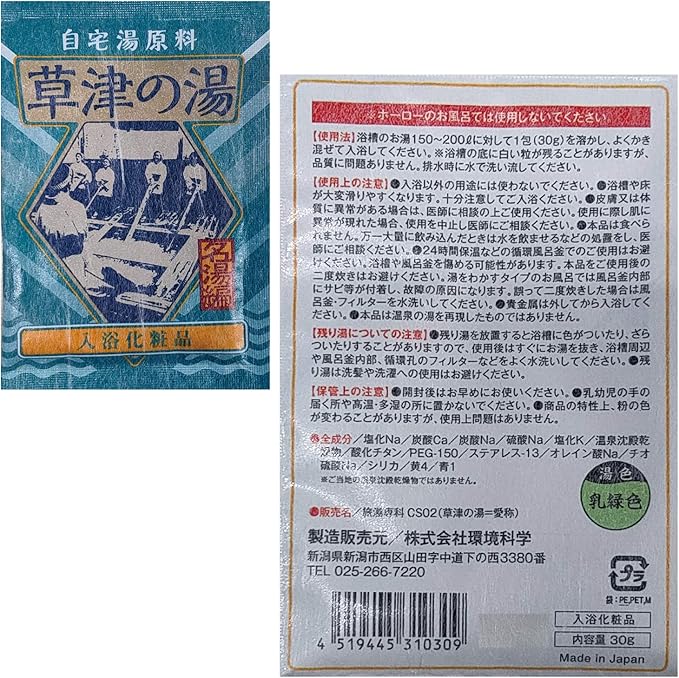 自宅湯原料
草津の湯
名湯
入浴化粧品
※ホーローのお風呂では使用しないでください。
【使用法】浴槽のお湯150〜200ℓに対して1包(30g)を溶かし、よくかき
混ぜて入浴してください。※浴槽の底に白い粒が残ることがありますが、
品質に問題ありません。排水時に水で洗い流してください。
【使用上の注意】●入浴以外の用途には使わないでください。●浴槽や床
が大変滑りやすくなります。十分注意してご入浴ください。●皮膚又は体
質に異常がある場合は、医師に相談の上ご使用ください。使用に際し肌に
異常が現れた場合、使用を中止し医師にご相談ください。●本品は食べら
れません。万一大量に飲み込んだときは水を飲ませるなどの処置をし、医
師にご相談ください。●24時間保温などの循環風呂釜でのご使用はお避
けください。浴槽や風呂釜を傷める可能性があります。本品をご使用後の
二度炊きはお避けください。湯をわかすタイプのお風呂では風呂釜内部
にサビ等が付着し、故障の原因になります。誤って二度炊きした場合は風
呂釜・フィルターを水洗いしてください。●貴金属は外してから入浴してく
ださい。●本品は温泉の湯を再現したものではありません。
【残り湯についての注意】●残り湯を放置すると浴槽に色がついたり、ざら
ついたりすることがありますので、使用後はすぐにお湯を抜き、浴槽周辺
や風呂釜内部、循環孔のフィルターなどをよく水洗いしてください。●残
り湯は洗髪や洗濯への使用はお避けください。
【保管上の注意】●開封後はお早めにお使いください。●乳幼児の手の
届く所や高温・多湿の所に置かないでください。●商品の特性上、粉の色
が変わることがありますが、使用上問題はありません。
●全成分/塩化Na/炭酸Ca/炭酸Na/硫酸Na/塩化K/温泉沈殿乾
燥物/酸化チタン/PEG-150/ステアレス-13/オレイン酸Na/チオ
硫酸Na/シリカ/黄4/青1
※ご当地の温泉沈殿乾燥物ではありません。
湯色
乳緑色
●販売名/旅湯専科 CS02(草津の湯=愛称)
製造販売元/株式会社環境科学
新潟県新潟市西区山田字中道下の西3380番
TEL 025-266-7220
プラ
袋:PE,PET,M
入浴化粧品
内容量 30g
4 519445 310309
Made in Japan